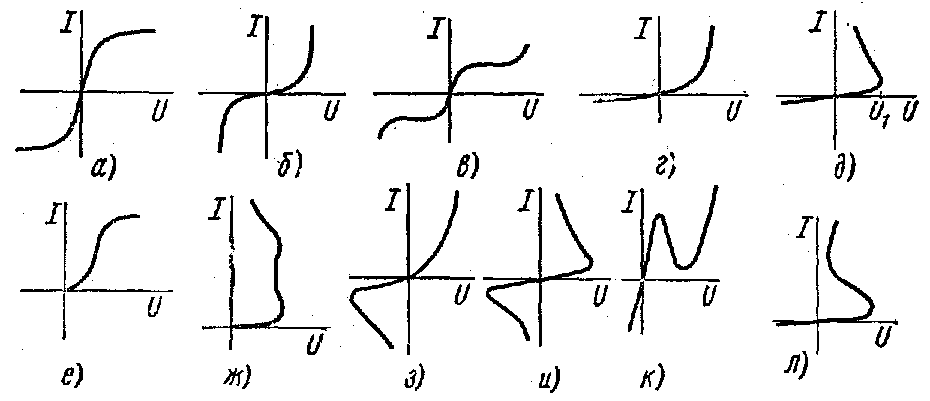 I I I I I
U U U U U₁ U
а) б) в) г) д)
I I I I I I
U U U U U U
е) ж) з) и) к) л)